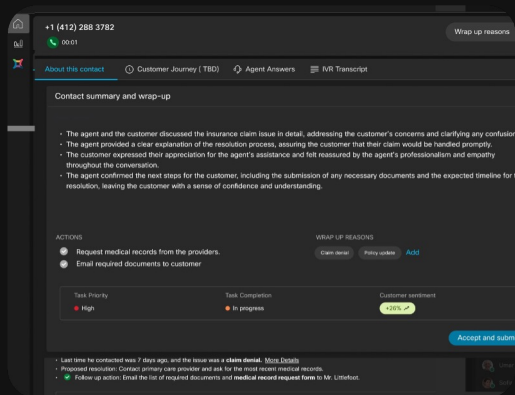 +1 (412) 288 3782
Wrap up reasons
00:01
About this contact
Customer Journey ( TBD)
Agent Answers
IVR Transcript
Contact summary and wrap-up
• The agent and the customer discussed the insurance claim issue in detail, addressing the customer's concerns and clarifying any confusion
• The agent provided a clear explanation of the resolution process, assuring the customer that their claim would be handled promptly.
• The customer expressed their appreciation for the agent's assistance and felt reassured by the agent's professionalism and empathy
throughout the conversation.
• The agent confirmed the next steps for the customer, including the submission of any necessary documents and the expected timeline for
resolution, leaving the customer with a sense of confidence and understanding.
ACTIONS
WRAP UP REASONS
Request medical records from the providers.
Claim denial
Policy update
Add
Email required documents to customer
Task Priority
Task Completion
Customer sentiment
High
In progress
+20%
Accept and subm
• Last time he contacted was 7 days ago, and the issue was a claim denial. More Details
• Proposed resolution: Contact primary care provider and ask for the most recent medical records.
• Follow up action: Email the list of required documents and medical record request form to Mr. Littlefoot.